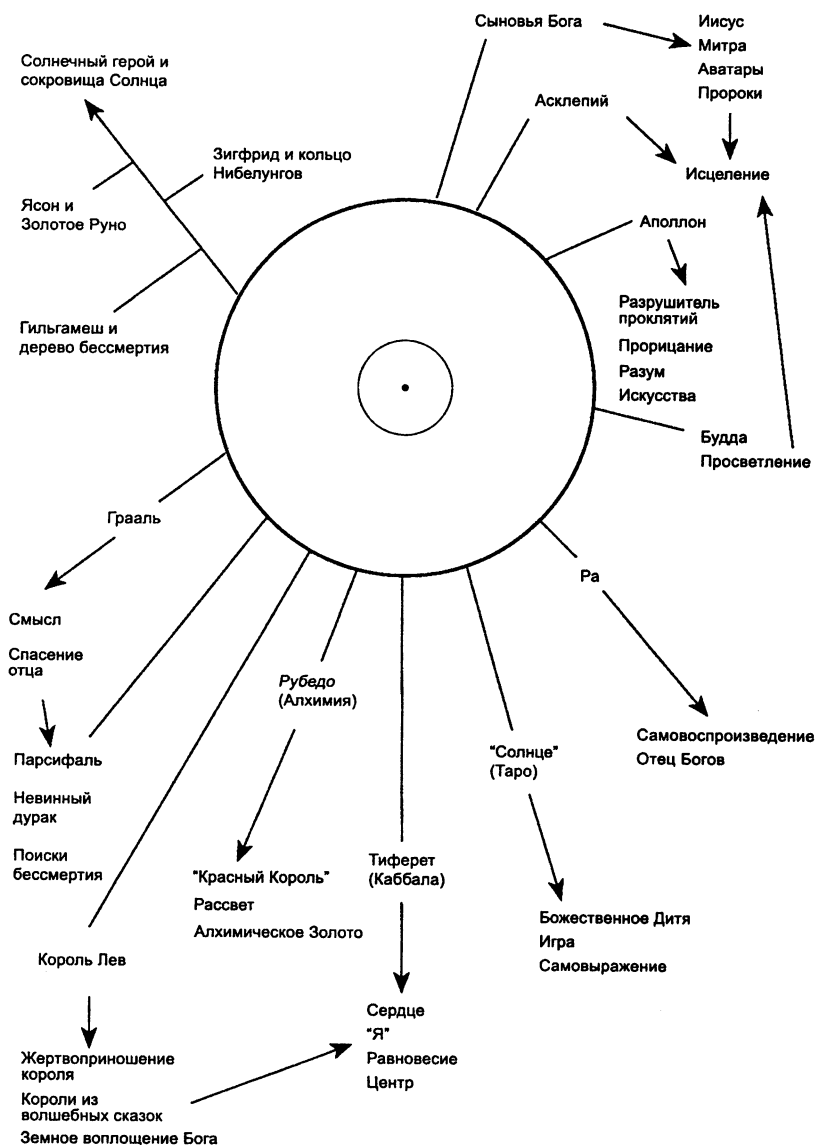 Сыновья Бога
Иисус
Митра
Аватары
Пророки
Солнечный герой и
сокровища Солнца
Асклепий
Зигфрид и кольцо
Нибелунгов
Исцеление
Ясон и
Золотое Руно
Аполлон
Разрушитель
проклятий
Прорицание
Разум
Искусства
Гильгамеш и
дерево бессмертия
Будда
Просветление
Грааль
Ра
Смысл
Спасение
отца
Рубедо
(Алхимия)
Самовоспроизведение
Отец Богов
"Солнце"
(Таро)
Парсифаль
Невинный
дурак
Поиски
бессмертия
Тиферет
(Каббала)
"Красный Король"
Рассвет
Алхимическое Золото
Божественное Дитя
Игра
Самовыражение
Король Лев
Сердце
"Я"
Равновесие
Центр
Жертвоприношение
короля
Короли из
волшебных сказок
Земное воплощение Бога